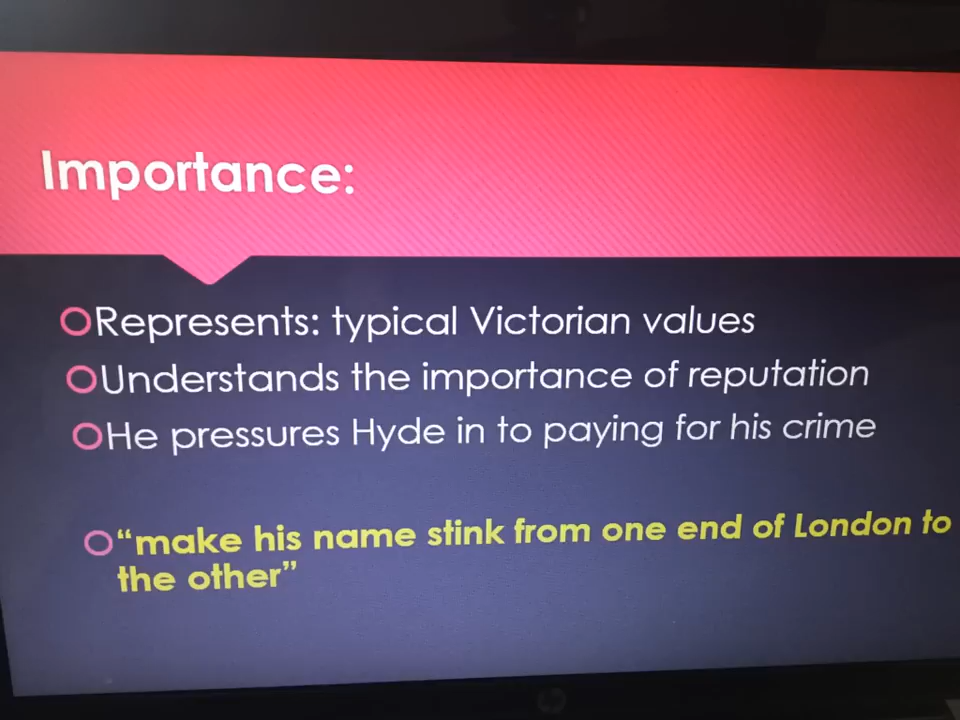 Importance:
Represents: typical Victorian values
Understands the importance of reputation
He pressures Hyde in to paying for his crime
“make his name stink from one end of London to
the other”
hp